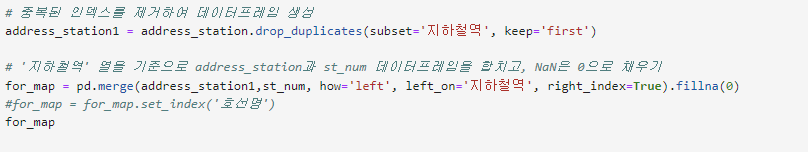 # 중복된 인덱스를 제거하여 데이터프레임 생성
address_station1 = address_station.drop_duplicates(subset='지하철역', keep='first')
# '지하철역' 열을 기준으로 address_station과 st_num 데이터프레임을 합치고, NaN은 0으로 채우기
for_map = pd.merge(address_station1,st_num, how='left', left_on='지하철역', right_index=True).fillna(0)
#for_map = for_map.set_index('호선명')
for_map